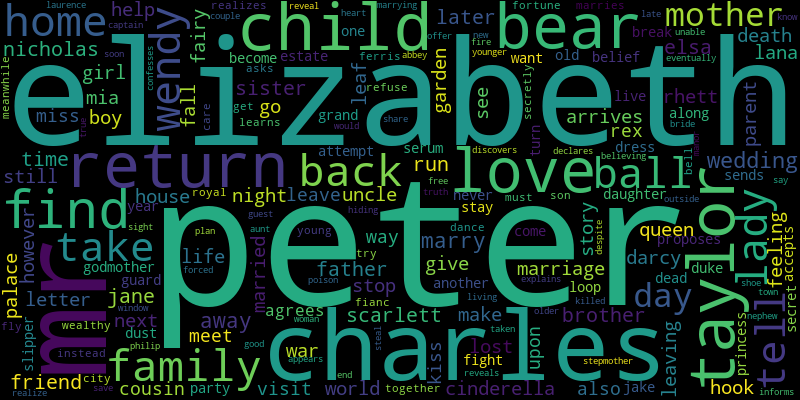 home help realizes couple fortune reveal marrying heart marries late laurence captain soon
nicholas wendy fairy child one bear later mother know
meanwhile mia girl become estate ferris abbey offer new fire break elsa death unable
boy miss fall asks leaf old want belief lana eventually
elizabeth
sister confesses garden younger secretly see live rhett parent
time get go grand refuse arrives rex along bride
still learns care would share serum turn dress bell wedding
return back attempt run discovers declares believing love ball sends
find house night leave uncle never stay must son daughter truth free hiding
however year royal guest plan aunt young way story queen proposes lady feeling
take sight life married peter try dance come despite darcy outside say
palace godmother father marry give another marriage duke dead day tell
mr letter guard forced poison stop explains loop killed taylor princess secret accepts
jane agrees fianc scarlett make living older brother shoe town
fly slipper dust next away meet war charles lost upon nephew
wealthy window woman kiss taken fight stepmother leaving
instead philip good appears steal reveals
family friend city cousin party visit world end together cinderella also jake hook
realize save informs